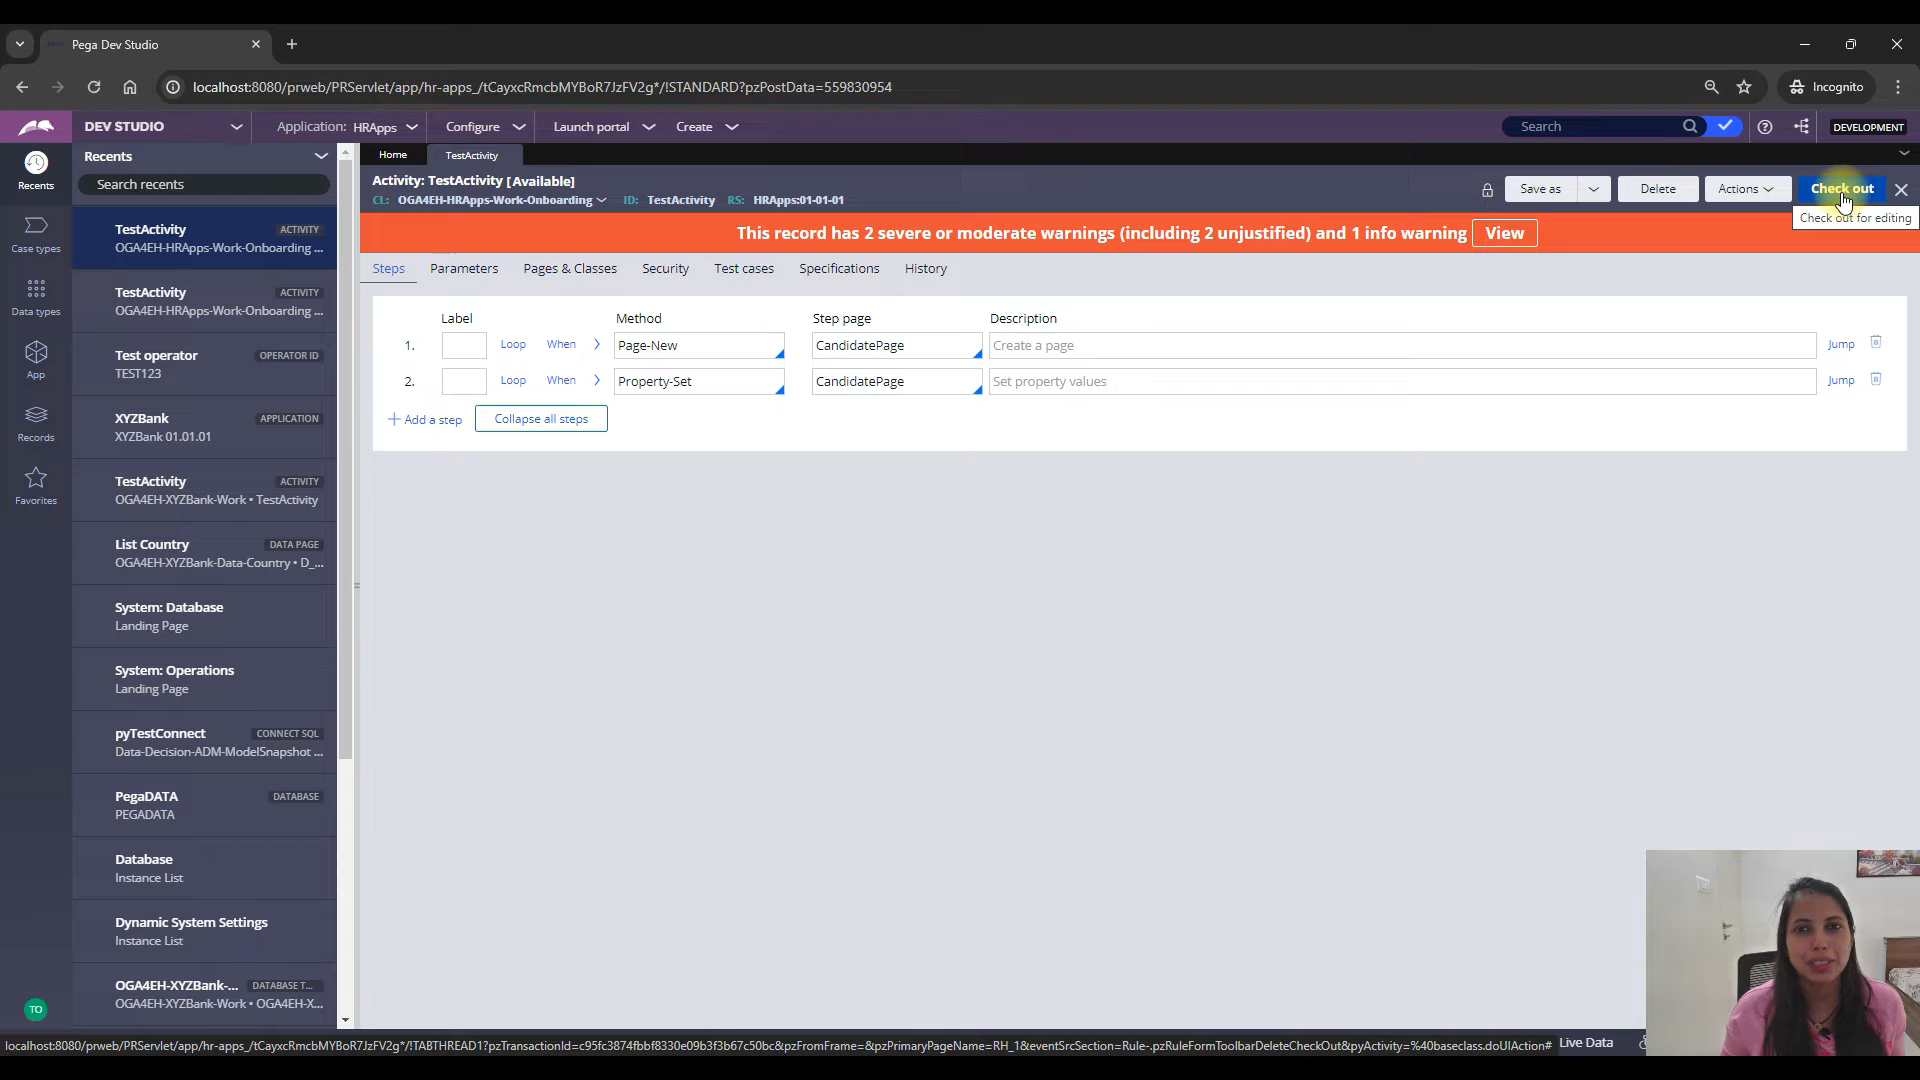 Pega Dev Studio
localhost:8080/prweb/PRServlet/app/hr-apps_/tCayxcRmcbMYBoR7JzFV2g*/!STANDARD?pzPostData=559830954
Incognito
DEV STUDIO
Application: HRApps
Configure
Launch portal
Create
Search
DEVELOPMENT
Recents
Case types
Data types
App
Records
Favorites
TO
Recents
Search recents
TestActivity ACTIVITY
OGA4EH-HRApps-Work-Onboarding ...
TestActivity ACTIVITY
OGA4EH-HRApps-Work-Onboarding ...
Test operator OPERATOR ID
TEST123
XYZBank APPLICATION
XYZBank 01.01.01
TestActivity ACTIVITY
OGA4EH-XYZBank-Work • TestActivity
List Country DATA PAGE
OGA4EH-XYZBank-Data-Country • D_...
System: Database
Landing Page
System: Operations
Landing Page
pyTestConnect CONNECT SQL
Data-Decision-ADM-ModelSnapshot ...
PegaDATA DATABASE
PEGADATA
Database
Instance List
Dynamic System Settings
Instance List
OGA4EH-XYZBank-... DATABASE T...
OGA4EH-XYZBank-Work • OGA4EH-X...
Home
TestActivity
Activity: TestActivity [Available]
CL: OGA4EH-HRApps-Work-Onboarding ID: TestActivity RS: HRApps:01-01-01
Save as
Delete
Actions
Check out
Check out for editing
This record has 2 severe or moderate warnings (including 2 unjustified) and 1 info warning View
Steps Parameters Pages & Classes Security Test cases Specifications History
Label Method Step page Description
1. Loop When Page-New CandidatePage Create a page Jump
2. Loop When Property-Set CandidatePage Set property values Jump
Add a step Collapse all steps
localhost:8080/prweb/PRServlet/app/hr-apps_/tCayxcRmcbMYBoR7JzFV2g*/!TABTHREAD1?pzTransactionId=c95fc3874fbbf8330e09b3f3b67c50bc&pzFromFrame=&pzPrimaryPageName=RH_1&eventSrcSection=Rule-.pzRuleFormToolbarDeleteCheckOut&pyActivity=%40baseclass.doUIAction#
Live Data